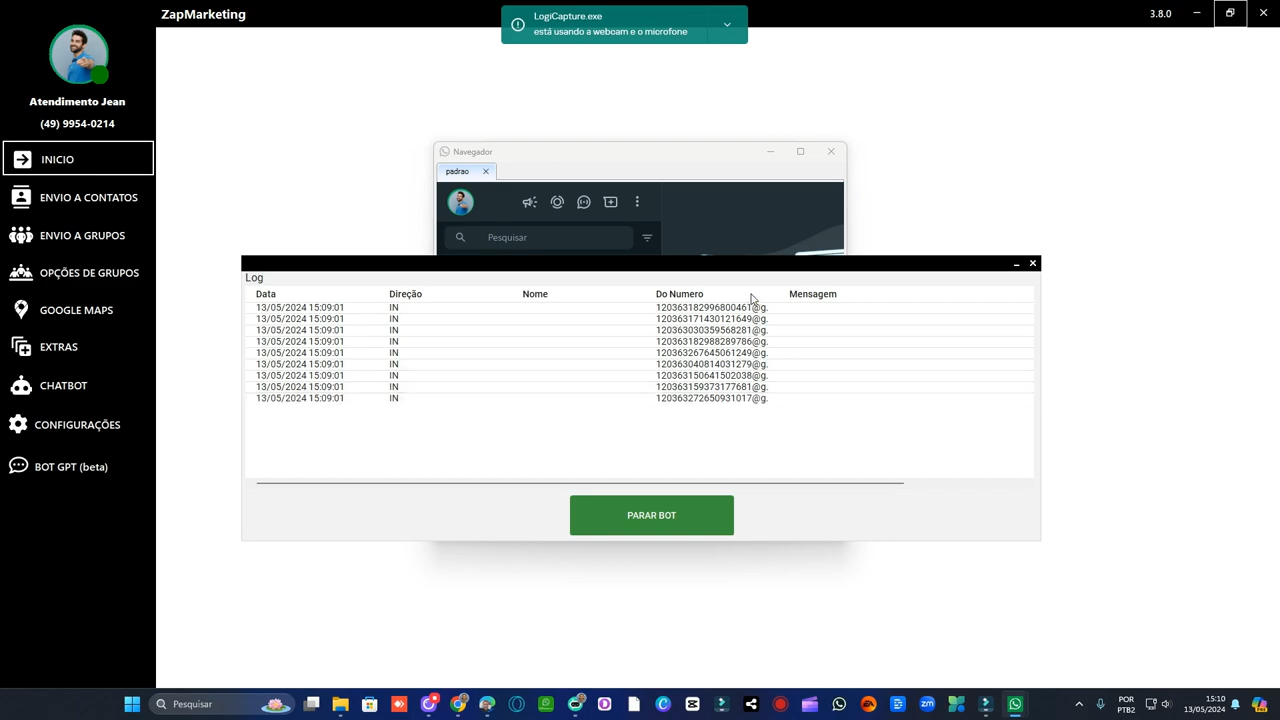 ZapMarketing
3.8.0
LogiCapture.exe
está usando a webcam e o microfone
Atendimento Jean
(49) 9954-0214
INICIO
ENVIO A CONTATOS
ENVIO A GRUPOS
OPÇÕES DE GRUPOS
GOOGLE MAPS
EXTRAS
CHATBOT
CONFIGURAÇÕES
BOT GPT (beta)
Navegador
padrao
Pesquisar
Log
Data Direção Nome Do Numero Mensagem
13/05/2024 15:09:01 IN 120363182996800461@g.
13/05/2024 15:09:01 IN 120363171430121649@g.
13/05/2024 15:09:01 IN 120363030359568281@g.
13/05/2024 15:09:01 IN 120363182988289786@g.
13/05/2024 15:09:01 IN 120363267645061249@g.
13/05/2024 15:09:01 IN 120363040814031279@g.
13/05/2024 15:09:01 IN 120363150641502038@g.
13/05/2024 15:09:01 IN 120363159373177681@g.
13/05/2024 15:09:01 IN 120363272650931017@g.
PARAR BOT
Pesquisar
POR
PTB2
15:10
13/05/2024